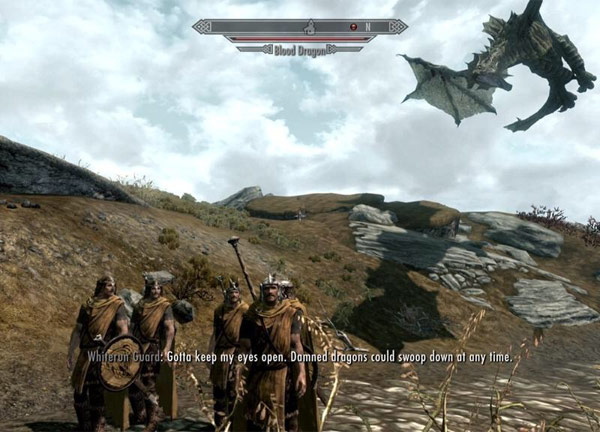 N
Blood Dragon
Whiterun Guard: Gotta keep my eyes open. Damned dragons could swoop down at any time.